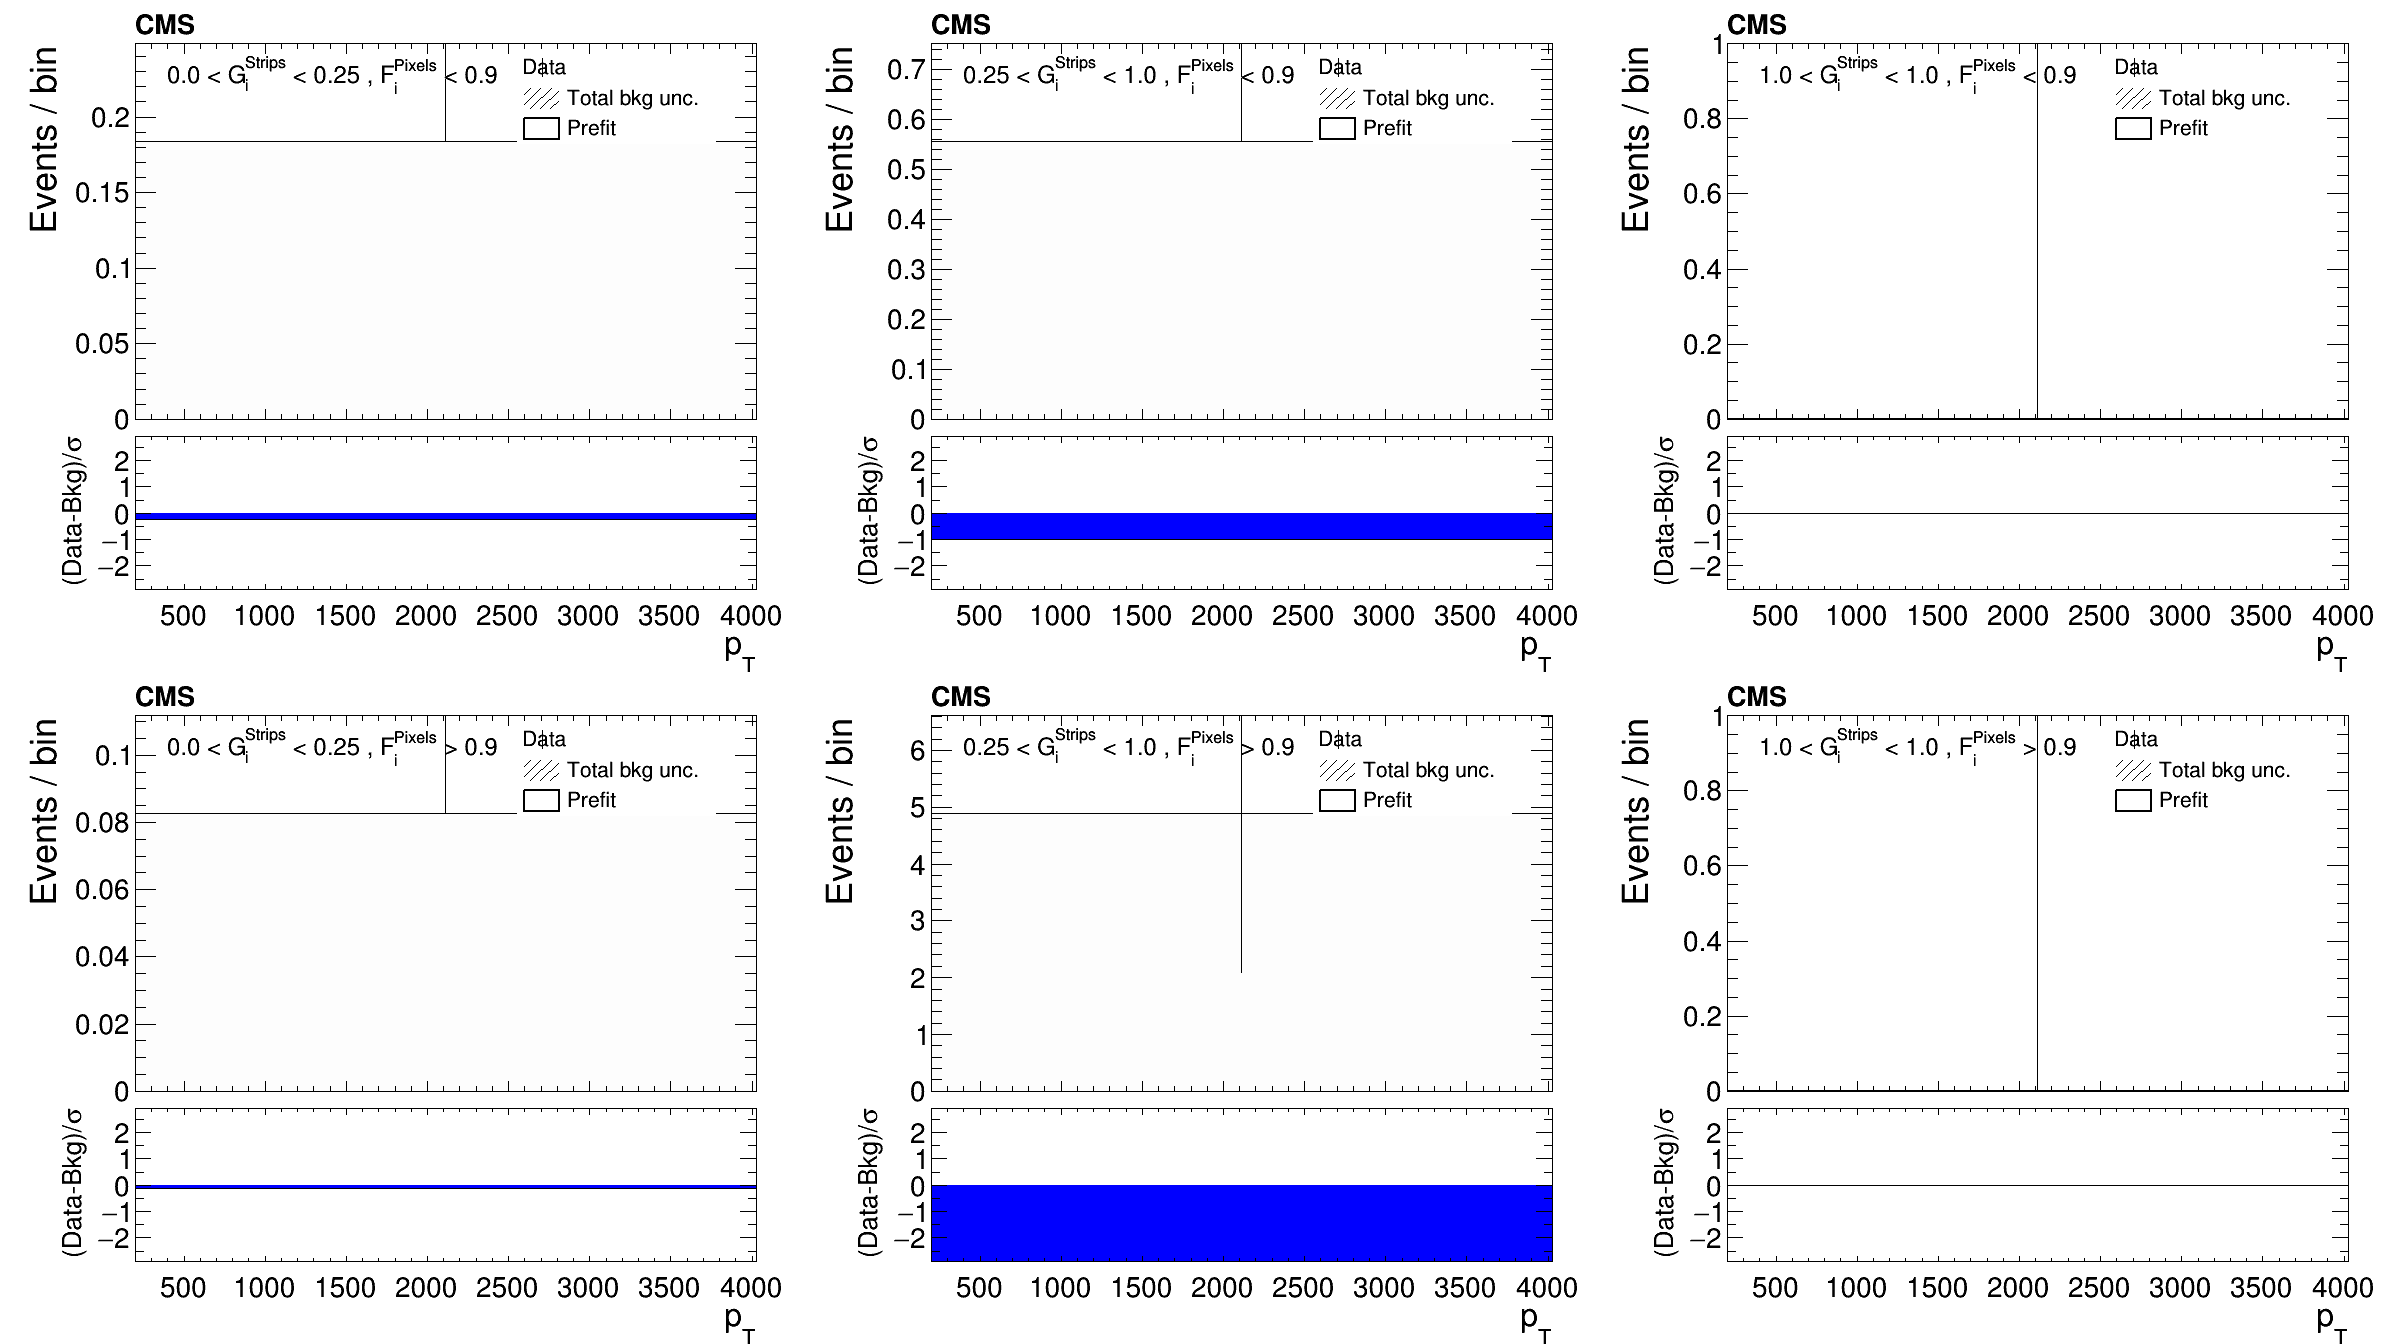 CMS
Events / bin
0.0 < G_i^Strips < 0.25 , F_i^Pixels < 0.9
Data
Total bkg unc.
Prefit
0.2
0.15
0.1
0.05
0
(Data-Bkg)/σ
2
1
0
−1
−2
500 1000 1500 2000 2500 3000 3500 4000
p_T
CMS
Events / bin
0.25 < G_i^Strips < 1.0 , F_i^Pixels < 0.9
Data
Total bkg unc.
Prefit
0.7
0.6
0.5
0.4
0.3
0.2
0.1
0
(Data-Bkg)/σ
2
1
0
−1
−2
500 1000 1500 2000 2500 3000 3500 4000
p_T
CMS
Events / bin
1.0 < G_i^Strips < 1.0 , F_i^Pixels < 0.9
Data
Total bkg unc.
Prefit
1
0.8
0.6
0.4
0.2
0
(Data-Bkg)/σ
2
1
0
−1
−2
500 1000 1500 2000 2500 3000 3500 4000
p_T
CMS
Events / bin
0.0 < G_i^Strips < 0.25 , F_i^Pixels > 0.9
Data
Total bkg unc.
Prefit
0.1
0.08
0.06
0.04
0.02
0
(Data-Bkg)/σ
2
1
0
−1
−2
500 1000 1500 2000 2500 3000 3500 4000
p_T
CMS
Events / bin
0.25 < G_i^Strips < 1.0 , F_i^Pixels > 0.9
Data
Total bkg unc.
Prefit
6
5
4
3
2
1
0
(Data-Bkg)/σ
2
1
0
−1
−2
500 1000 1500 2000 2500 3000 3500 4000
p_T
CMS
Events / bin
1.0 < G_i^Strips < 1.0 , F_i^Pixels > 0.9
Data
Total bkg unc.
Prefit
1
0.8
0.6
0.4
0.2
0
(Data-Bkg)/σ
2
1
0
−1
−2
500 1000 1500 2000 2500 3000 3500 4000
p_T